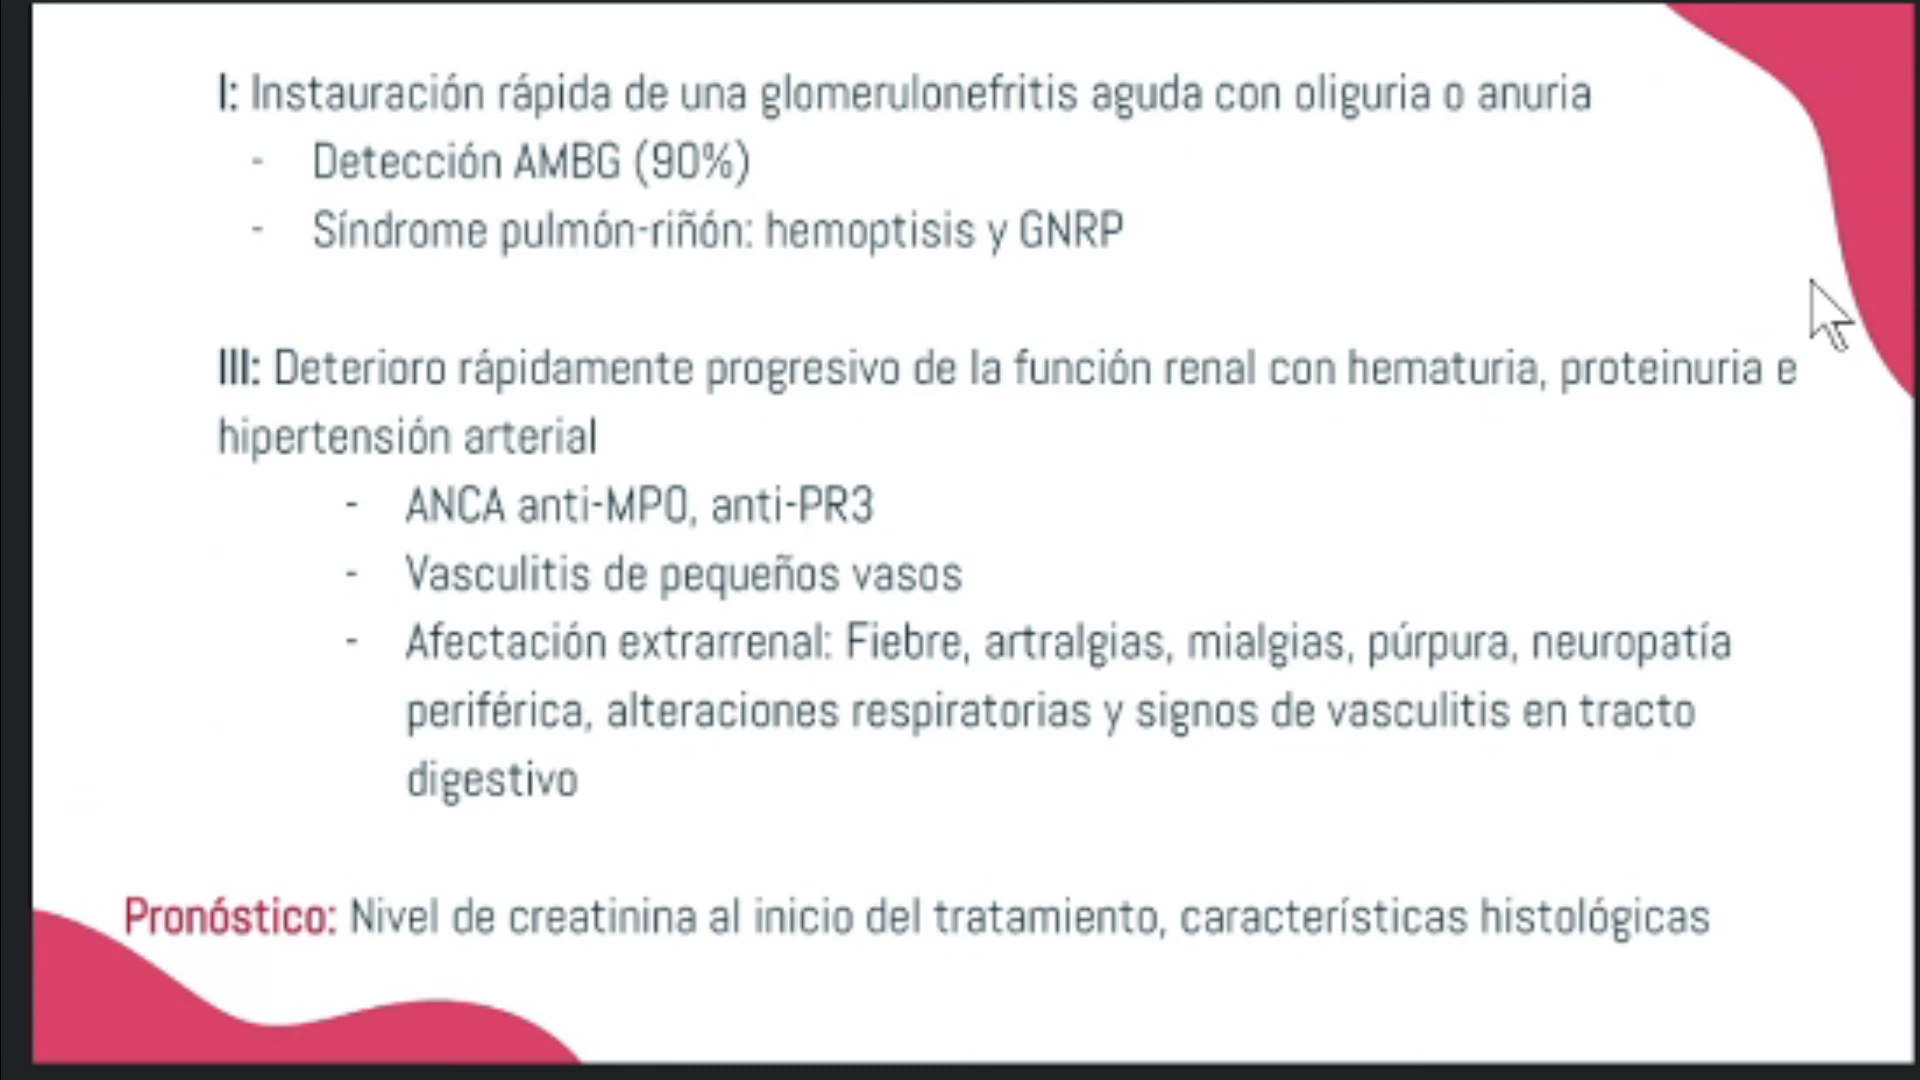 I: Instauración rápida de una glomerulonefritis aguda con oliguria o anuria
- Detección AMBG (90%)
- Síndrome pulmón-riñón: hemoptisis y GNRP
III: Deterioro rápidamente progresivo de la función renal con hematuria, proteinuria e
hipertensión arterial
- ANCA anti-MPO, anti-PR3
- Vasculitis de pequeños vasos
- Afectación extrarrenal: Fiebre, artralgias, mialgias, púrpura, neuropatía
periférica, alteraciones respiratorias y signos de vasculitis en tracto
digestivo
Pronóstico: Nivel de creatinina al inicio del tratamiento, características histológicas